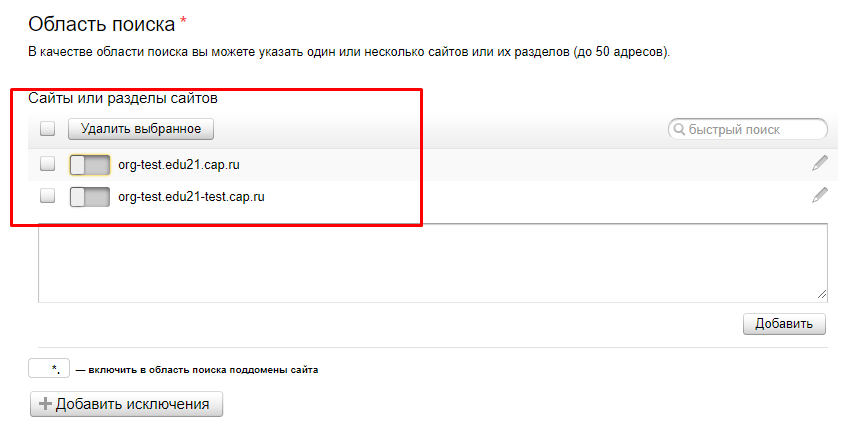 Область поиска *
В качестве области поиска вы можете указать один или несколько сайтов или их разделов (до 50 адресов).
Сайты или разделы сайтов
Удалить выбранное
быстрый поиск
org-test.edu21.cap.ru
org-test.edu21-test.cap.ru
Добавить
*. — включить в область поиска поддомены сайта
+ Добавить исключения